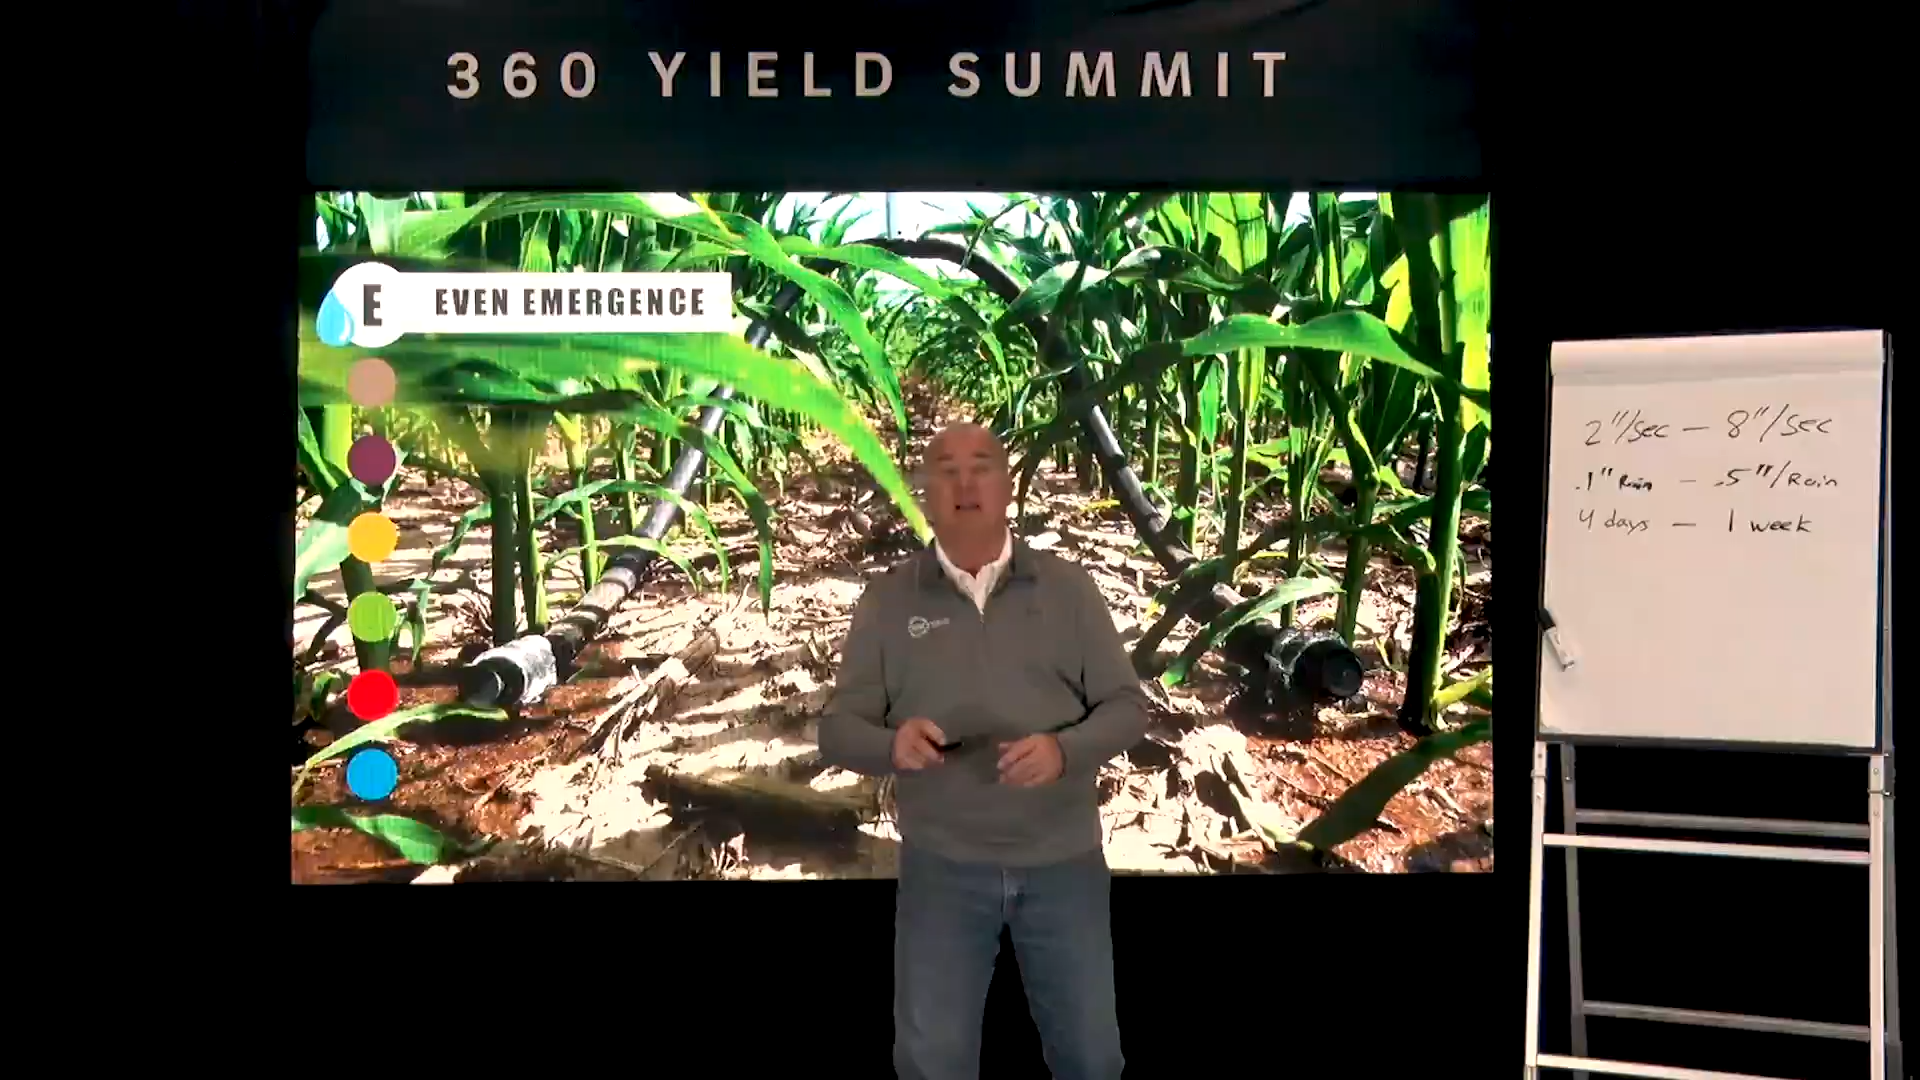 360 YIELD SUMMIT
E EVEN EMERGENCE
2"/sec - 8"/sec
.1" Rain - .5"/Rain
4 days - 1 week